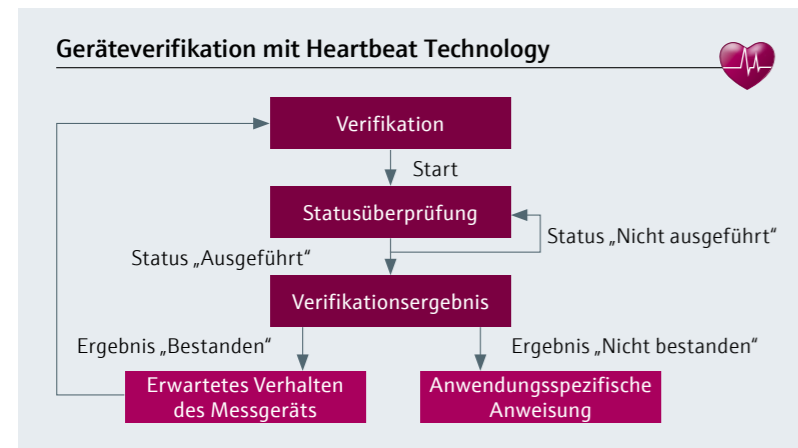 Geräteverifikation mit Heartbeat Technology
Verifikation
Start
Statusüberprüfung
Status „Nicht ausgeführt“
Status „Ausgeführt“
Verifikationsergebnis
Ergebnis „Bestanden“
Ergebnis „Nicht bestanden“
Erwartetes Verhalten
des Messgeräts
Anwendungsspezifische
Anweisung